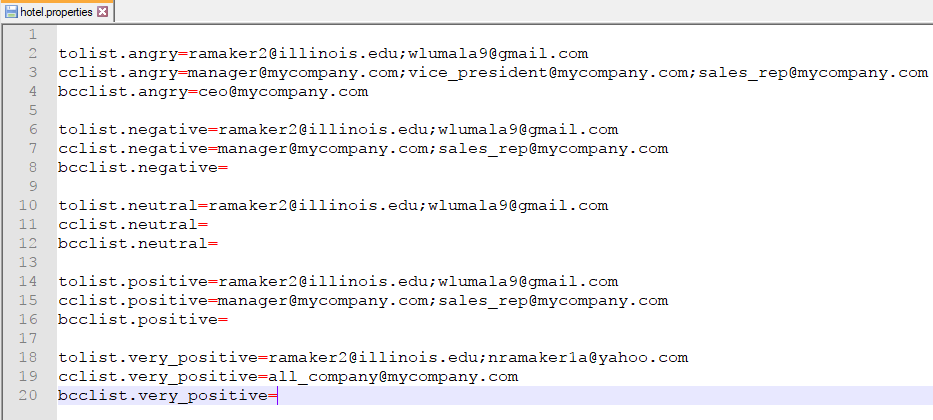 hotel.properties
1
2 tolist.angry=ramaker2@illinois.edu;wlumala9@gmail.com
3 cclist.angry=manager@mycompany.com;vice_president@mycompany.com;sales_rep@mycompany.com
4 bcclist.angry=ceo@mycompany.com
5
6 tolist.negative=ramaker2@illinois.edu;wlumala9@gmail.com
7 cclist.negative=manager@mycompany.com;sales_rep@mycompany.com
8 bcclist.negative=
9
10 tolist.neutral=ramaker2@illinois.edu;wlumala9@gmail.com
11 cclist.neutral=
12 bcclist.neutral=
13
14 tolist.positive=ramaker2@illinois.edu;wlumala9@gmail.com
15 cclist.positive=manager@mycompany.com;sales_rep@mycompany.com
16 bcclist.positive=
17
18 tolist.very_positive=ramaker2@illinois.edu;nramaker1a@yahoo.com
19 cclist.very_positive=all_company@mycompany.com
20 bcclist.very_positive=